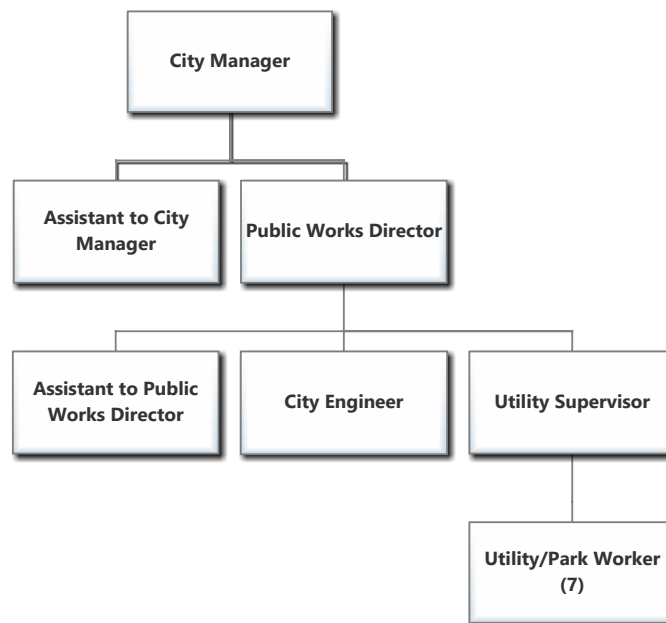 City Manager
Assistant to City
Manager
Public Works Director
Assistant to Public
Works Director
City Engineer
Utility Supervisor
Utility/Park Worker
(7)